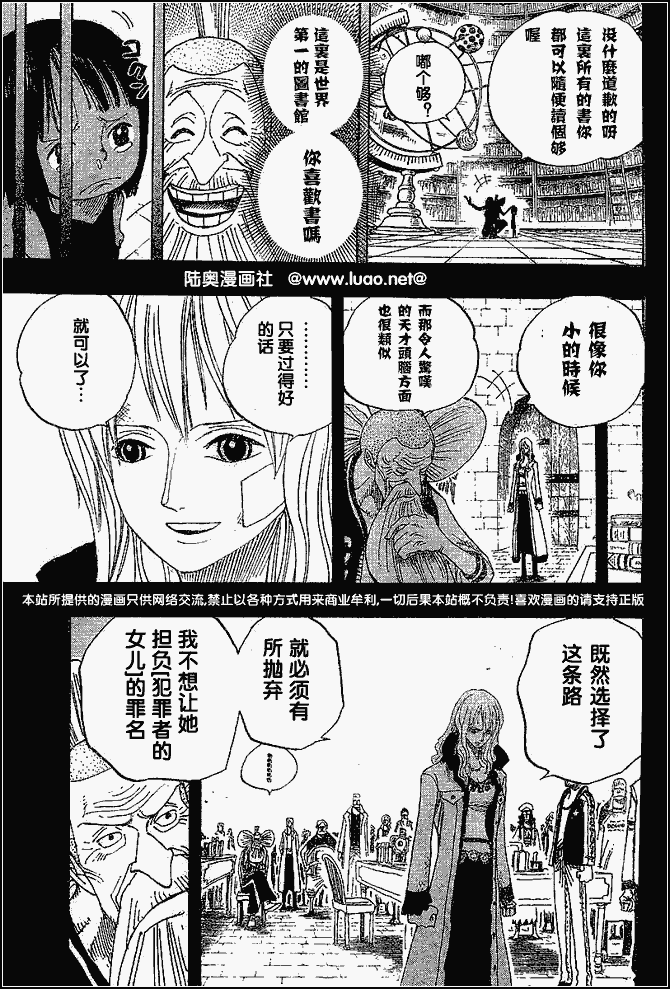 没什麼道歉的呀
這裏所有的書你
都可以隨便讀個够
喔
嘟个够?
這裏是世界
第一的圖書館
你喜歡書嗎
コクン
陆奥漫画社 @www.luao.net@
很像你
小的時候
而那令人驚嘆
的天才頭腦方面
也很類似
…………
只要过得好
的话
就可以了…
本站所提供的漫画只供网络交流,禁止以各种方式用来商业牟利,一切后果本站概不负责!喜欢漫画的请支持正版
既然选择了
这条路
就必须有
所抛弃
我不想让她
担负[犯罪者的
女儿]的罪名